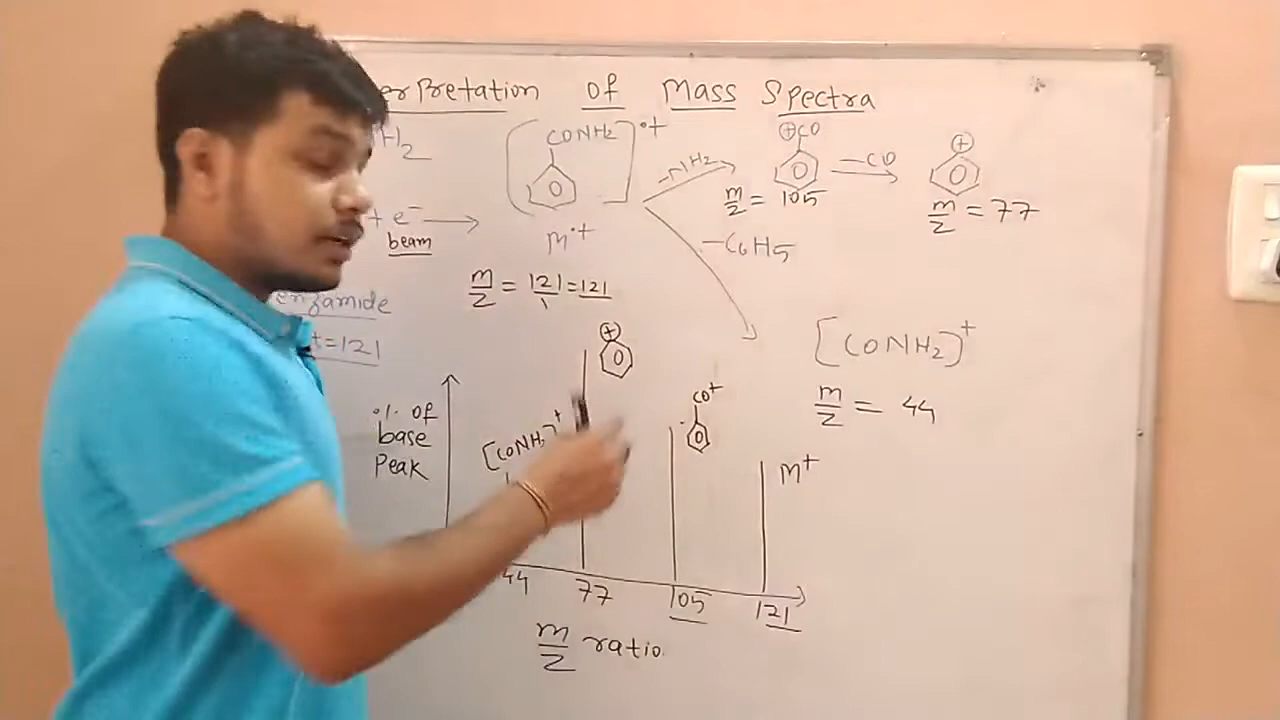 erpretation of Mass Spectra
H2
[CONH2]•+
M•+
-NH2
⊕CO
m/z = 105
-CO
⊕
m/z = 77
+ e-
beam
-C6H5
m/z = 121/1 = 121
enzamide
t=121
[CONH2]+
m/z = 44
% of
base
Peak
[CONH2]+
⊕
CO+
M+
44 77 105 121
m/z ratio